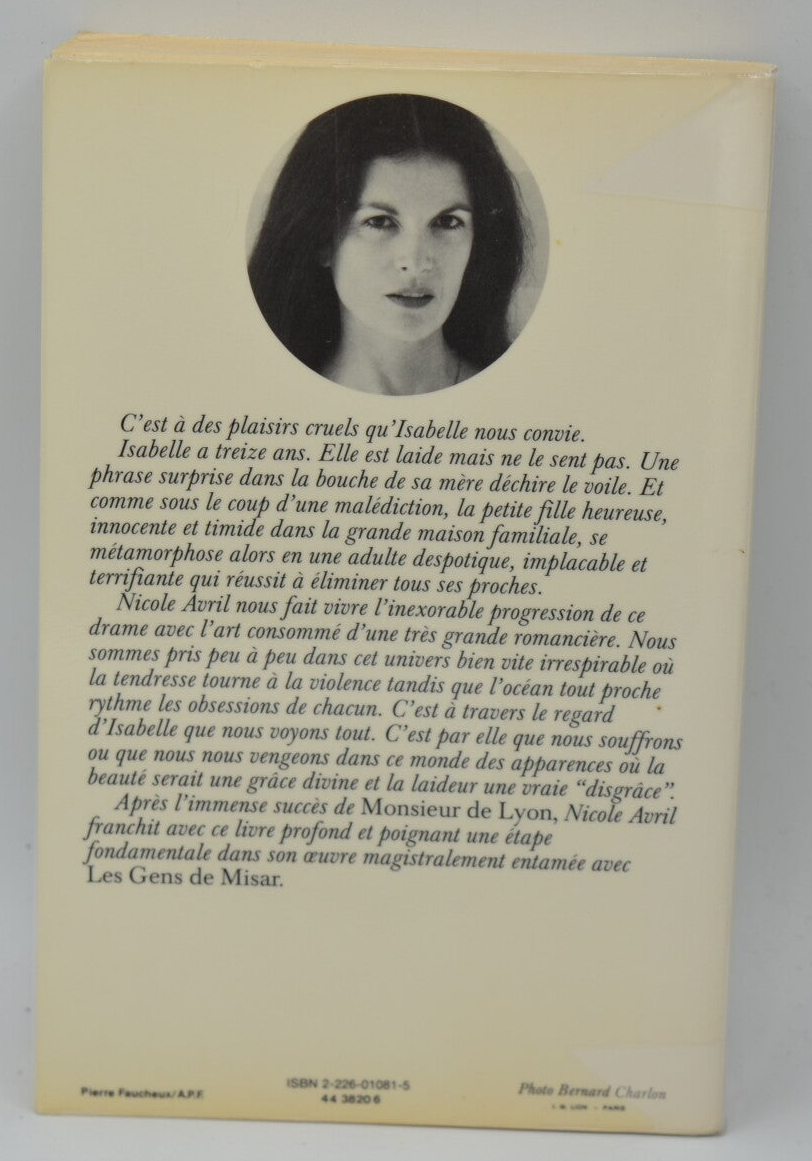 C'est à des plaisirs cruels qu'Isabelle nous convie.
Isabelle a treize ans. Elle est laide mais ne le sent pas. Une
phrase surprise dans la bouche de sa mère déchire le voile. Et
comme sous le coup d'une malédiction, la petite fille heureuse,
innocente et timide dans la grande maison familiale, se
métamorphose alors en une adulte despotique, implacable et
terrifiante qui réussit à éliminer tous ses proches.
Nicole Avril nous fait vivre l'inexorable progression de ce
drame avec l'art consommé d'une très grande romancière. Nous
sommes pris peu à peu dans cet univers bien vite irrespirable où
la tendresse tourne à la violence tandis que l'océan tout proche
rythme les obsessions de chacun. C'est à travers le regard
d'Isabelle que nous voyons tout. C'est par elle que nous souffrons
ou que nous nous vengeons dans ce monde des apparences où la
beauté serait une grâce divine et la laideur une vraie "disgrâce".
Après l'immense succès de Monsieur de Lyon, Nicole Avril
franchit avec ce livre profond et poignant une étape
fondamentale dans son œuvre magistralement entamée avec
Les Gens de Misar.
Pierre Faucheux/A.P.F.
ISBN 2-226-01081-5
44 3820 6
Photo Bernard Charlon
PARIS